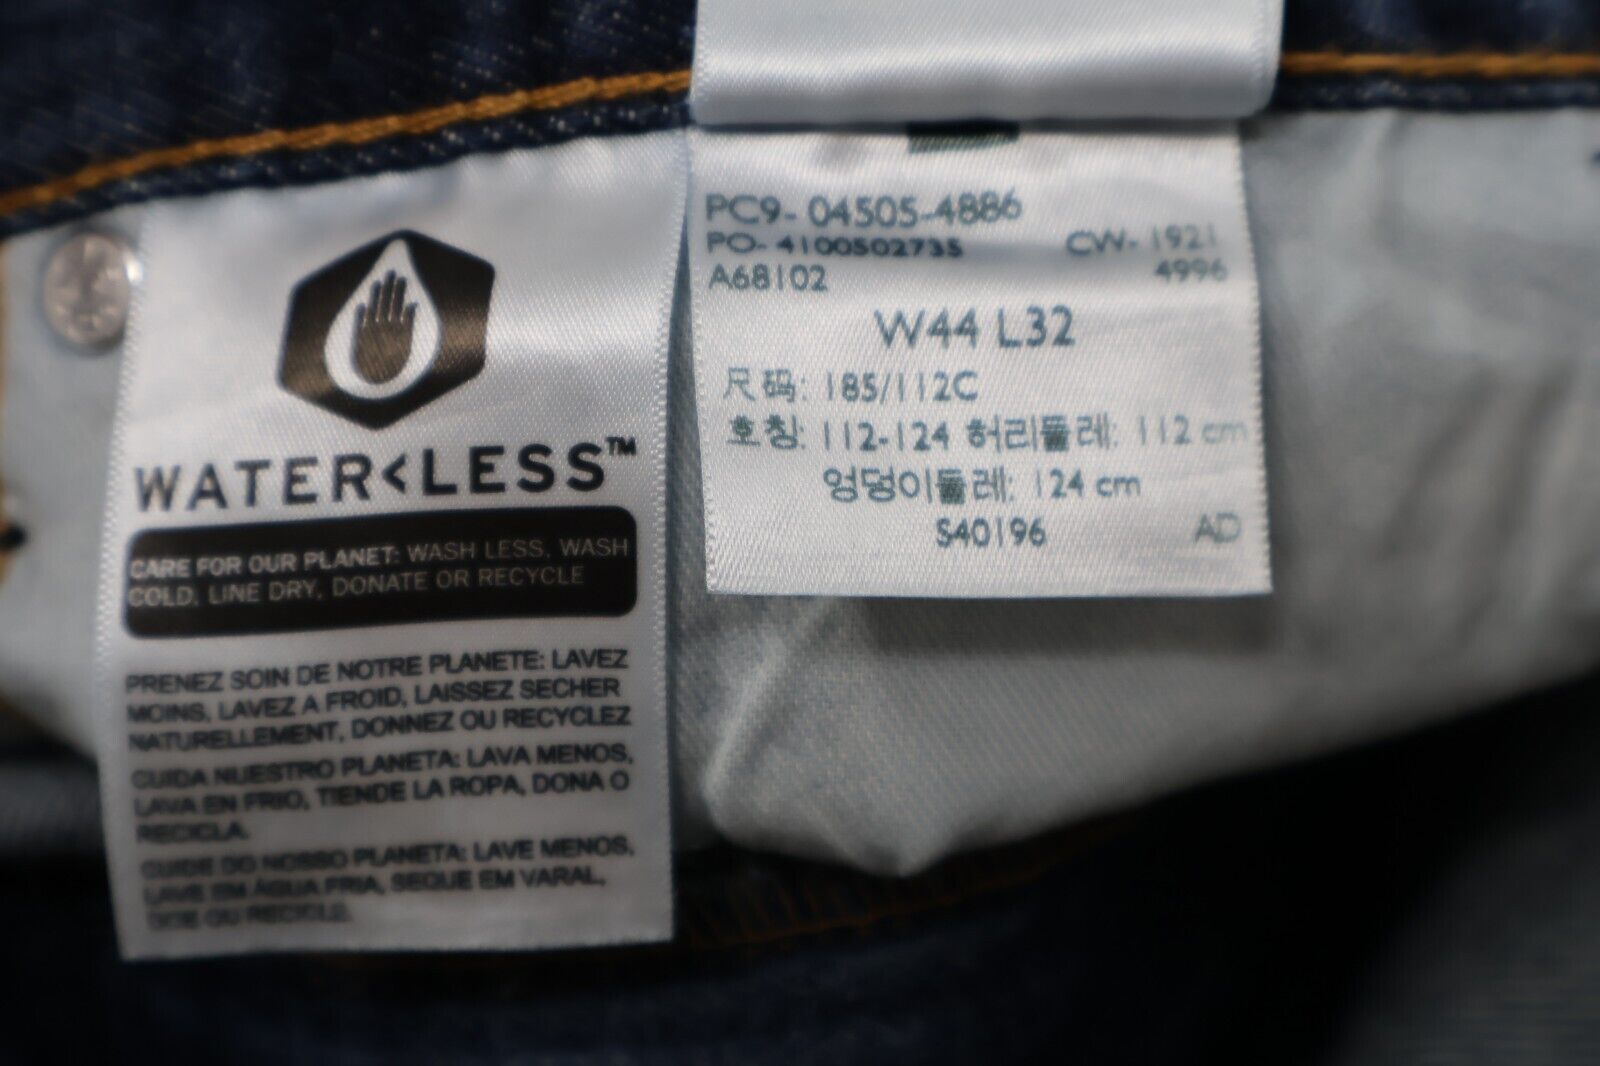 WATER<LESS™
CARE FOR OUR PLANET: WASH LESS, WASH
COLD, LINE DRY, DONATE OR RECYCLE
PRENEZ SOIN DE NOTRE PLANETE: LAVEZ
MOINS, LAVEZ A FROID, LAISSEZ SECHER
NATURELLEMENT, DONNEZ OU RECYCLEZ
CUIDA NUESTRO PLANETA: LAVA MENOS,
LAVA EN FRIO, TIENDE LA ROPA, DONA O
RECICLA.
CUIDE DO NOSSO PLANETA: LAVE MENOS,
LAVE EM ÁGUA FRIA, SEQUE EM VARAL,
DOE OU RECICLE.
PC9- 04505-4886
PO- 4100502735 CW- 1921
A68102 4996
W44 L32
尺码: 185/112C
호칭: 112-124 허리둘레: 112 cm
엉덩이둘레: 124 cm
S40196 AD